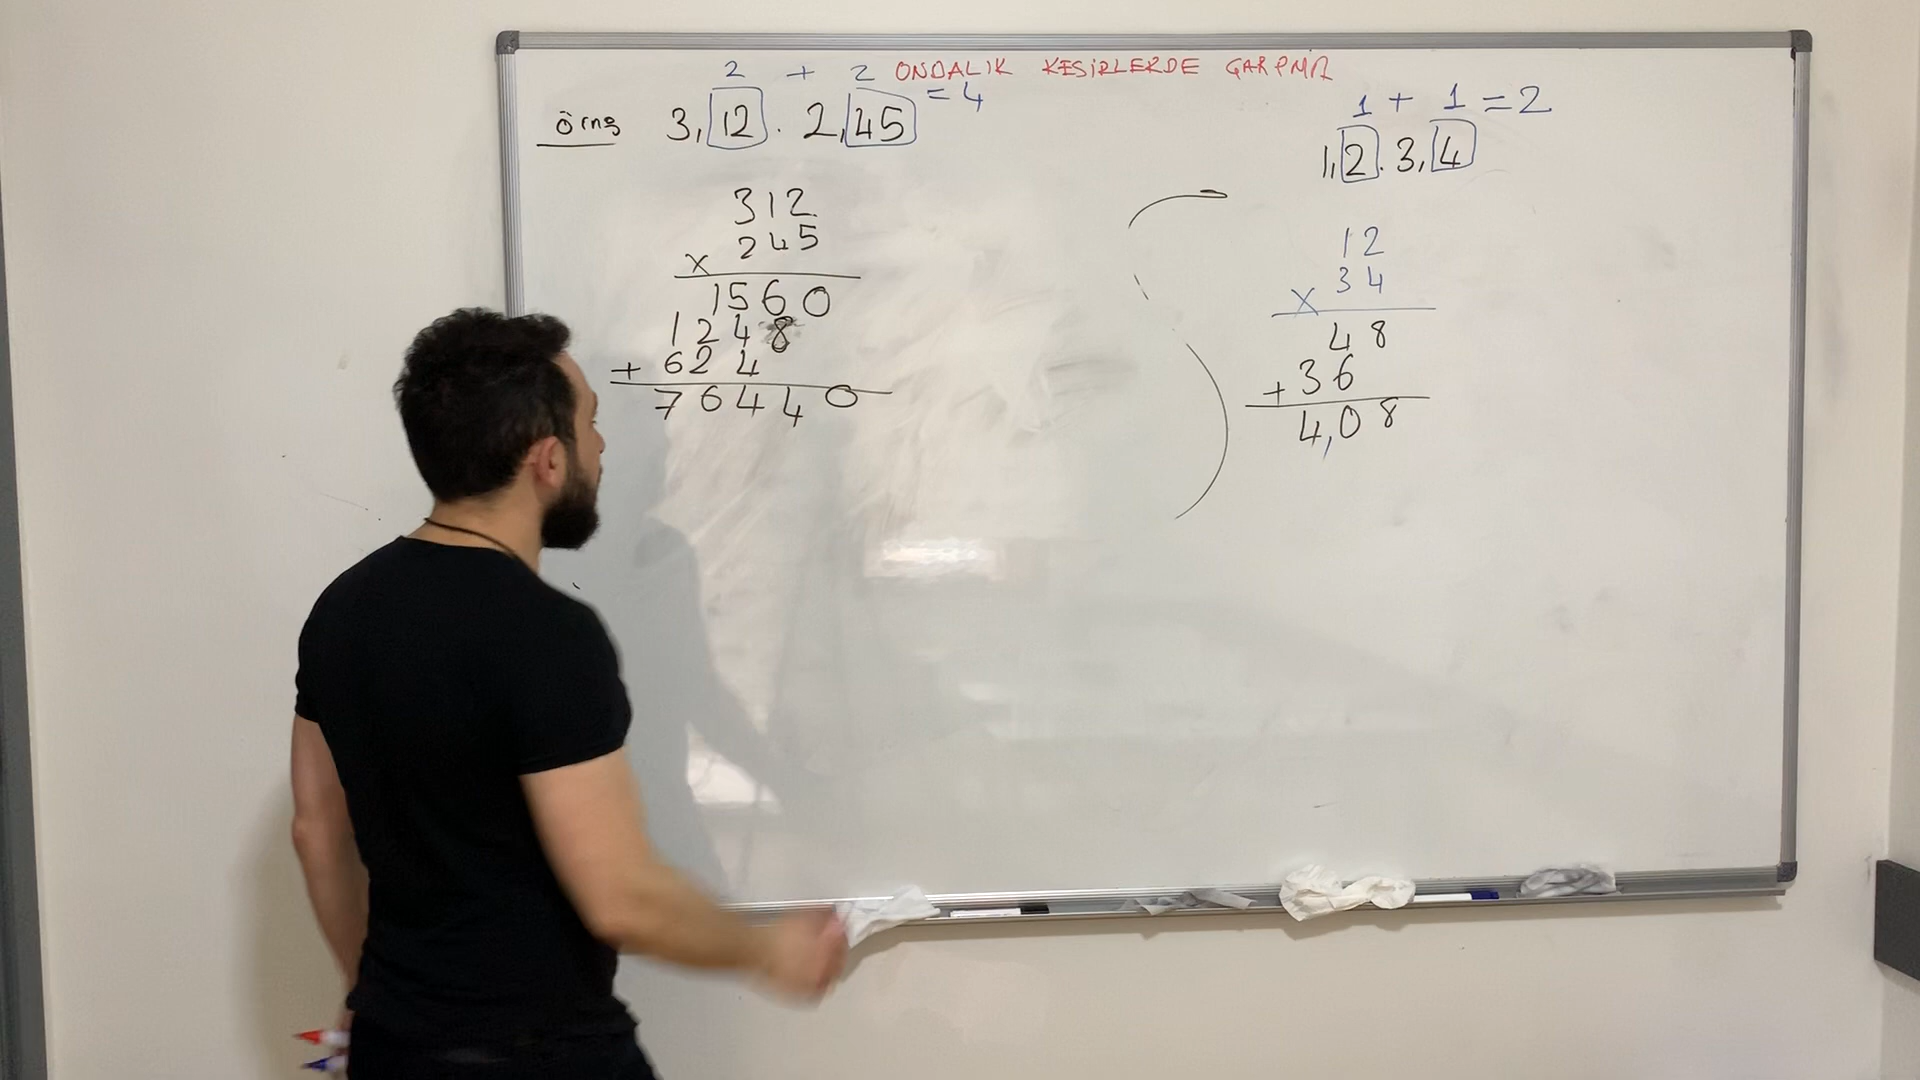 ONDALIK KESİRLERDE ÇARPMA
2 + 2 = 4
Örn 3,12 . 2,45
312
x 245
1560
1248
+ 624
76440
1 + 1 = 2
1,2 . 3,4
12
x 34
48
+ 36
4,08